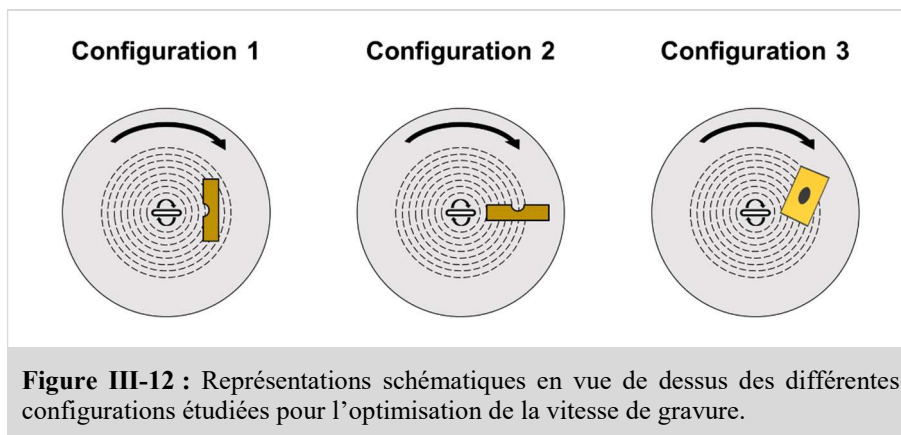 Configuration 1 Configuration 2 Configuration 3
Figure III-12 : Représentations schématiques en vue de dessus des différentes
configurations étudiées pour l’optimisation de la vitesse de gravure.